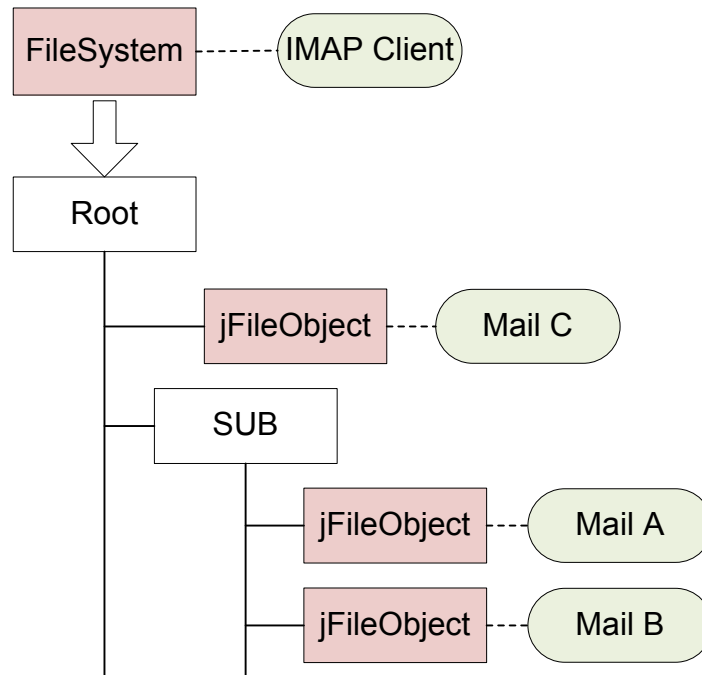 FileSystem
IMAP Client
Root
jFileObject
Mail C
SUB
jFileObject
Mail A
jFileObject
Mail B